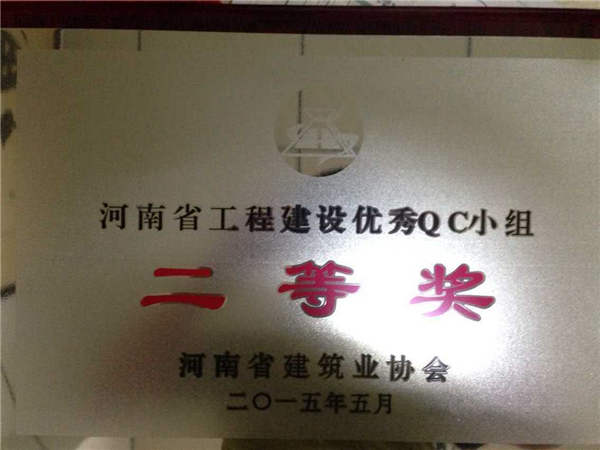 河南省工程建设优秀QC小组
二等奖
河南省建筑业协会
二〇一五年五月